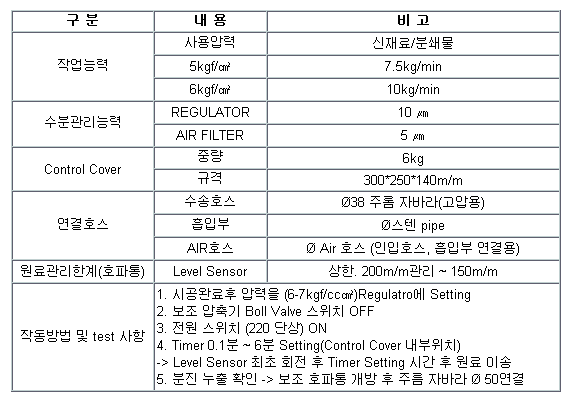 구 분 내 용 비 고
사용압력 신재료/분쇄물
작업능력 5kgf/㎠ 7.5kg/min
6kgf/㎠ 10kg/min
수분관리능력 REGULATOR 10 ㎛
AIR FILTER 5 ㎛
Control Cover 중량 6kg
규격 300*250*140m/m
수송호스 Ø38 주름 자바라(고압용)
연결호스 흡입부 Ø스텐 pipe
AIR호스 Ø Air 호스 (인입호스, 흡입부 연결용)
원료관리한계(호파통) Level Sensor 상한. 200m/m관리 ~ 150m/m
작동방법 및 test 사항
1. 시공완료후 압력을 (6-7kgf/cc㎠)Regulatro에 Setting
2. 보조 압축기 Boll Valve 스위치 OFF
3. 전원 스위치 (220 단상) ON
4. Timer 0.1분 ~ 6분 Setting(Control Cover 내부위치)
-> Level Sensor 최초 회전 후 Timer Setting 시간 후 원료 이송
5. 분진 누출 확인 -> 보조 호파통 개방 후 주름 자바라 Ø 50연결